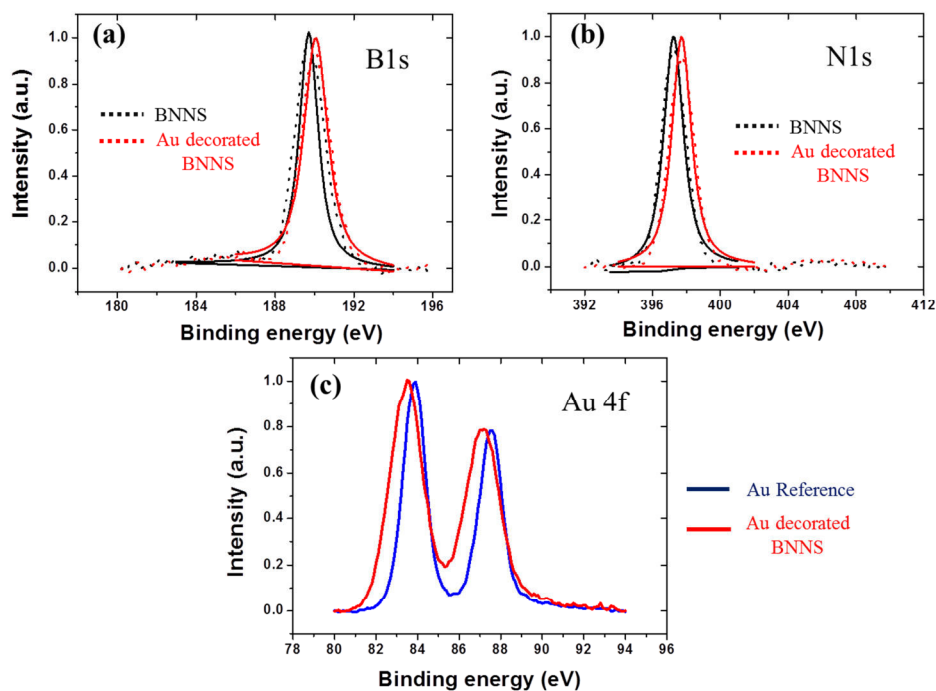 (a)
B1s
BNNS
Au decorated
BNNS
Intensity (a.u.)
1.0
0.8
0.6
0.4
0.2
0.0
180 184 188 192 196
Binding energy (eV)
(b)
N1s
BNNS
Au decorated
BNNS
Intensity (a.u.)
1.0
0.8
0.6
0.4
0.2
0.0
392 396 400 404 408 412
Binding energy (eV)
(c)
Au 4f
Intensity (a.u.)
1.0
0.8
0.6
0.4
0.2
0.0
78 80 82 84 86 88 90 92 94 96
Binding energy (eV)
Au Reference
Au decorated
BNNS